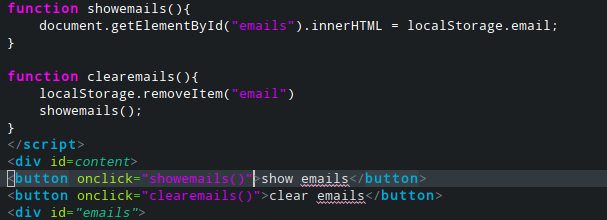 function showemails(){
    document.getElementById("emails").innerHTML = localStorage.email;
}
function clearemails(){
    localStorage.removeItem("email")
    showemails();
}
</script>
<div id=content>
<button onclick="showemails()">show emails</button>
<button onclick="clearemails()">clear emails</button>
<div id="emails">